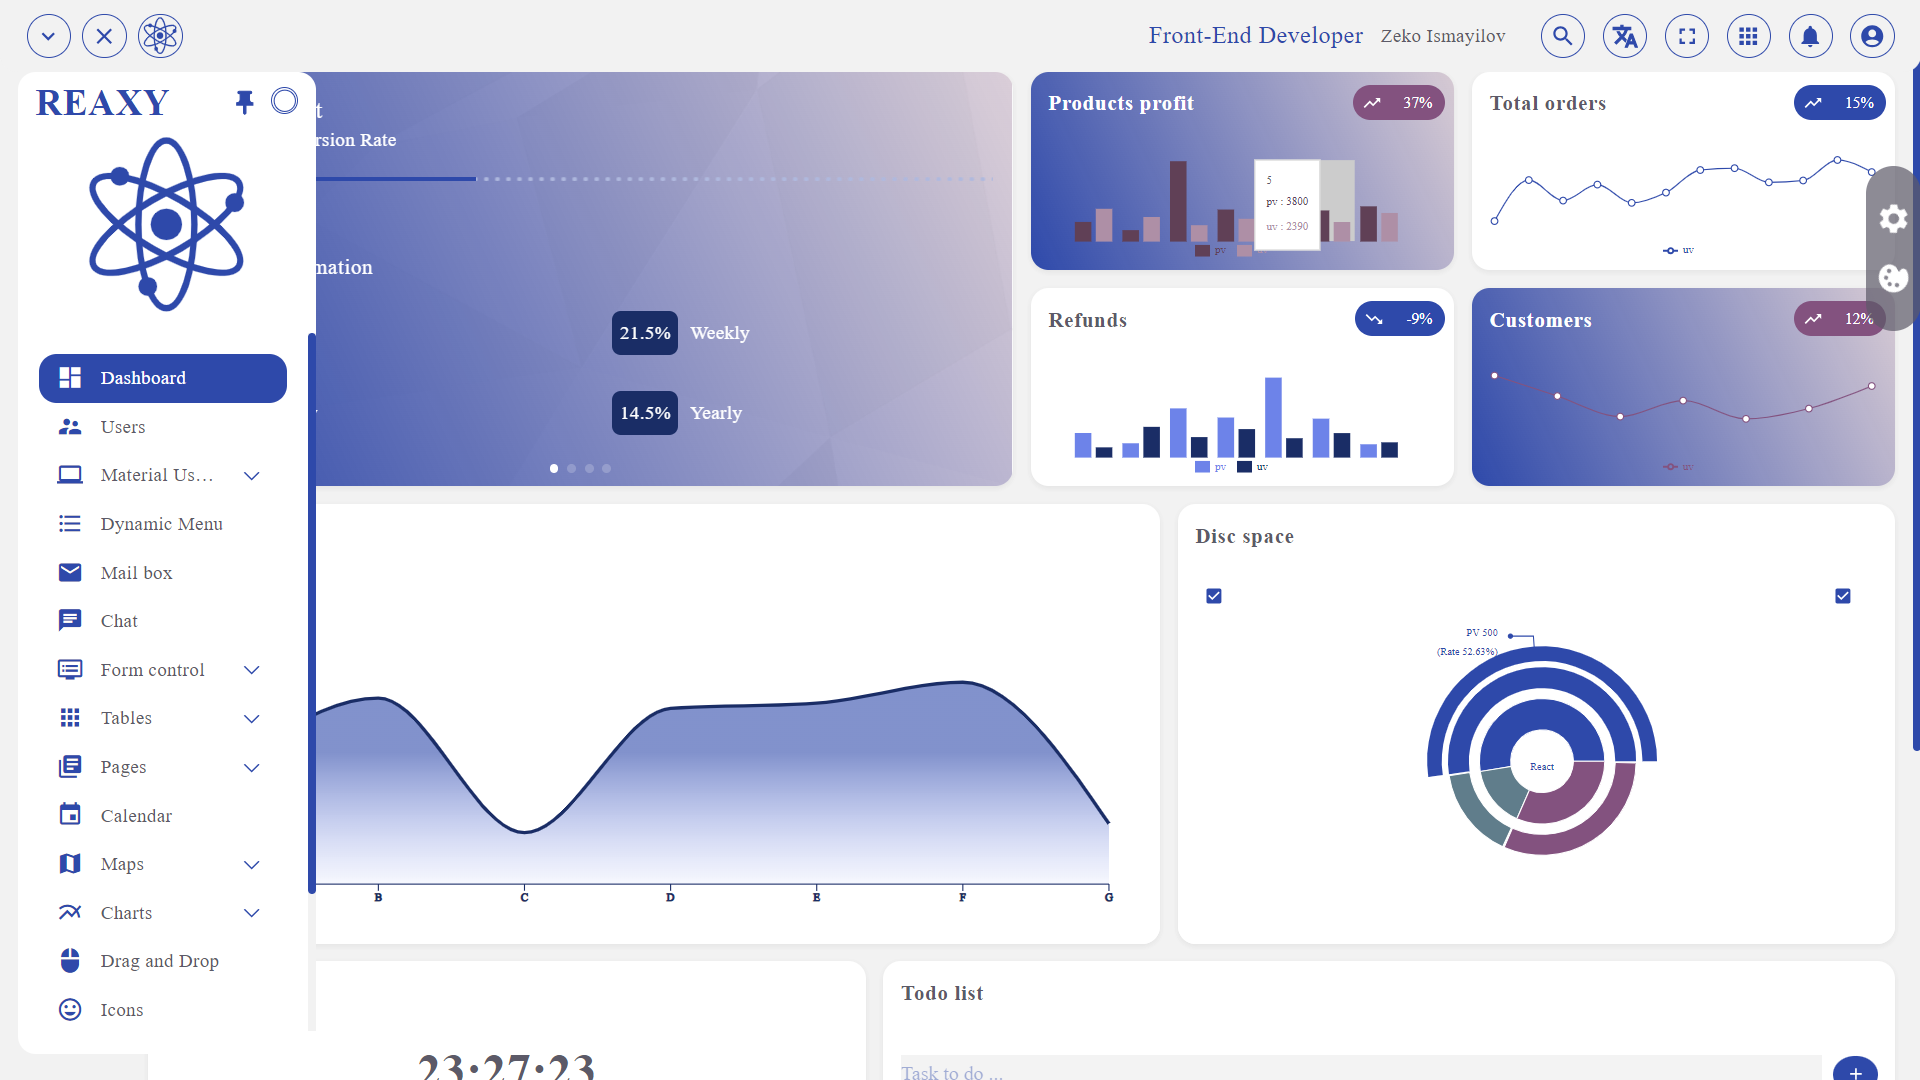 Front-End Developer Zeko Ismayilov
REAXY
Dashboard
Users
Material Us...
Dynamic Menu
Mail box
Chat
Form control
Tables
Pages
Calendar
Maps
Charts
Drag and Drop
Icons
t
rsion Rate
mation
21.5% Weekly
14.5% Yearly
Products profit
37%
5
pv : 3800
uv : 2390
pv
Total orders
15%
uv
Refunds
-9%
pv uv
Customers
12%
uv
B C D E F G
Disc space
PV 500
(Rate 52.63%)
React
23:27:23
Todo list
Task to do ...